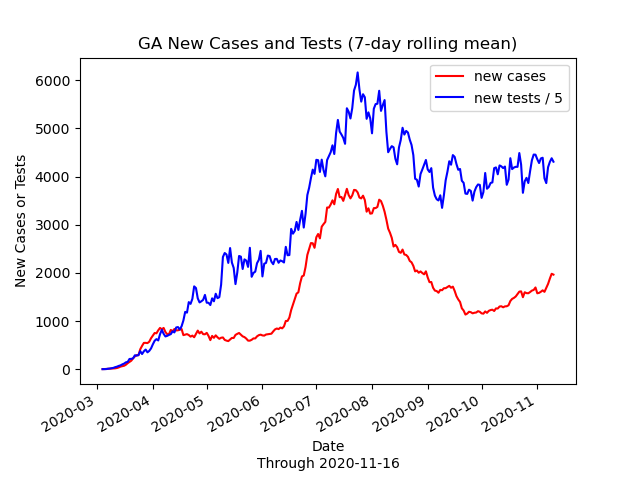 GA New Cases and Tests (7-day rolling mean)
new cases
new tests / 5
New Cases or Tests
6000
5000
4000
3000
2000
1000
0
2020-03
2020-04
2020-05
2020-06
2020-07
2020-08
2020-09
2020-10
2020-11
Date
Through 2020-11-16